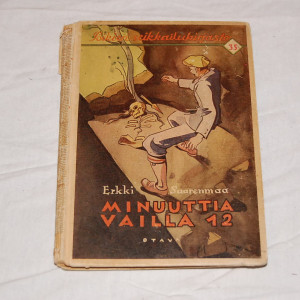 35
Erkki Saarenmaa
MINUUTTIA
VAILLA 12
OTAVA